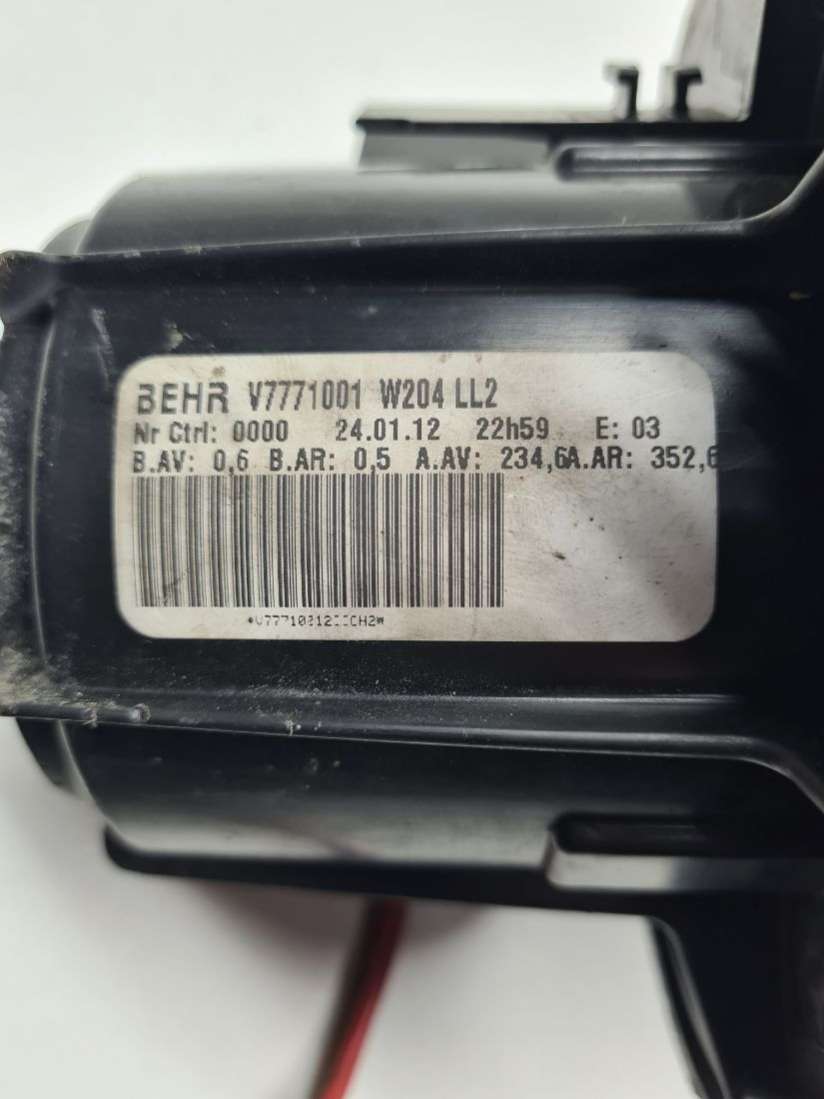 BEHR V7771001 W204 LL2
Nr Ctrl: 0000 24.01.12 22h59 E: 03
B.AV: 0,6 B.AR: 0,5 A.AV: 234,6A.AR: 352,6